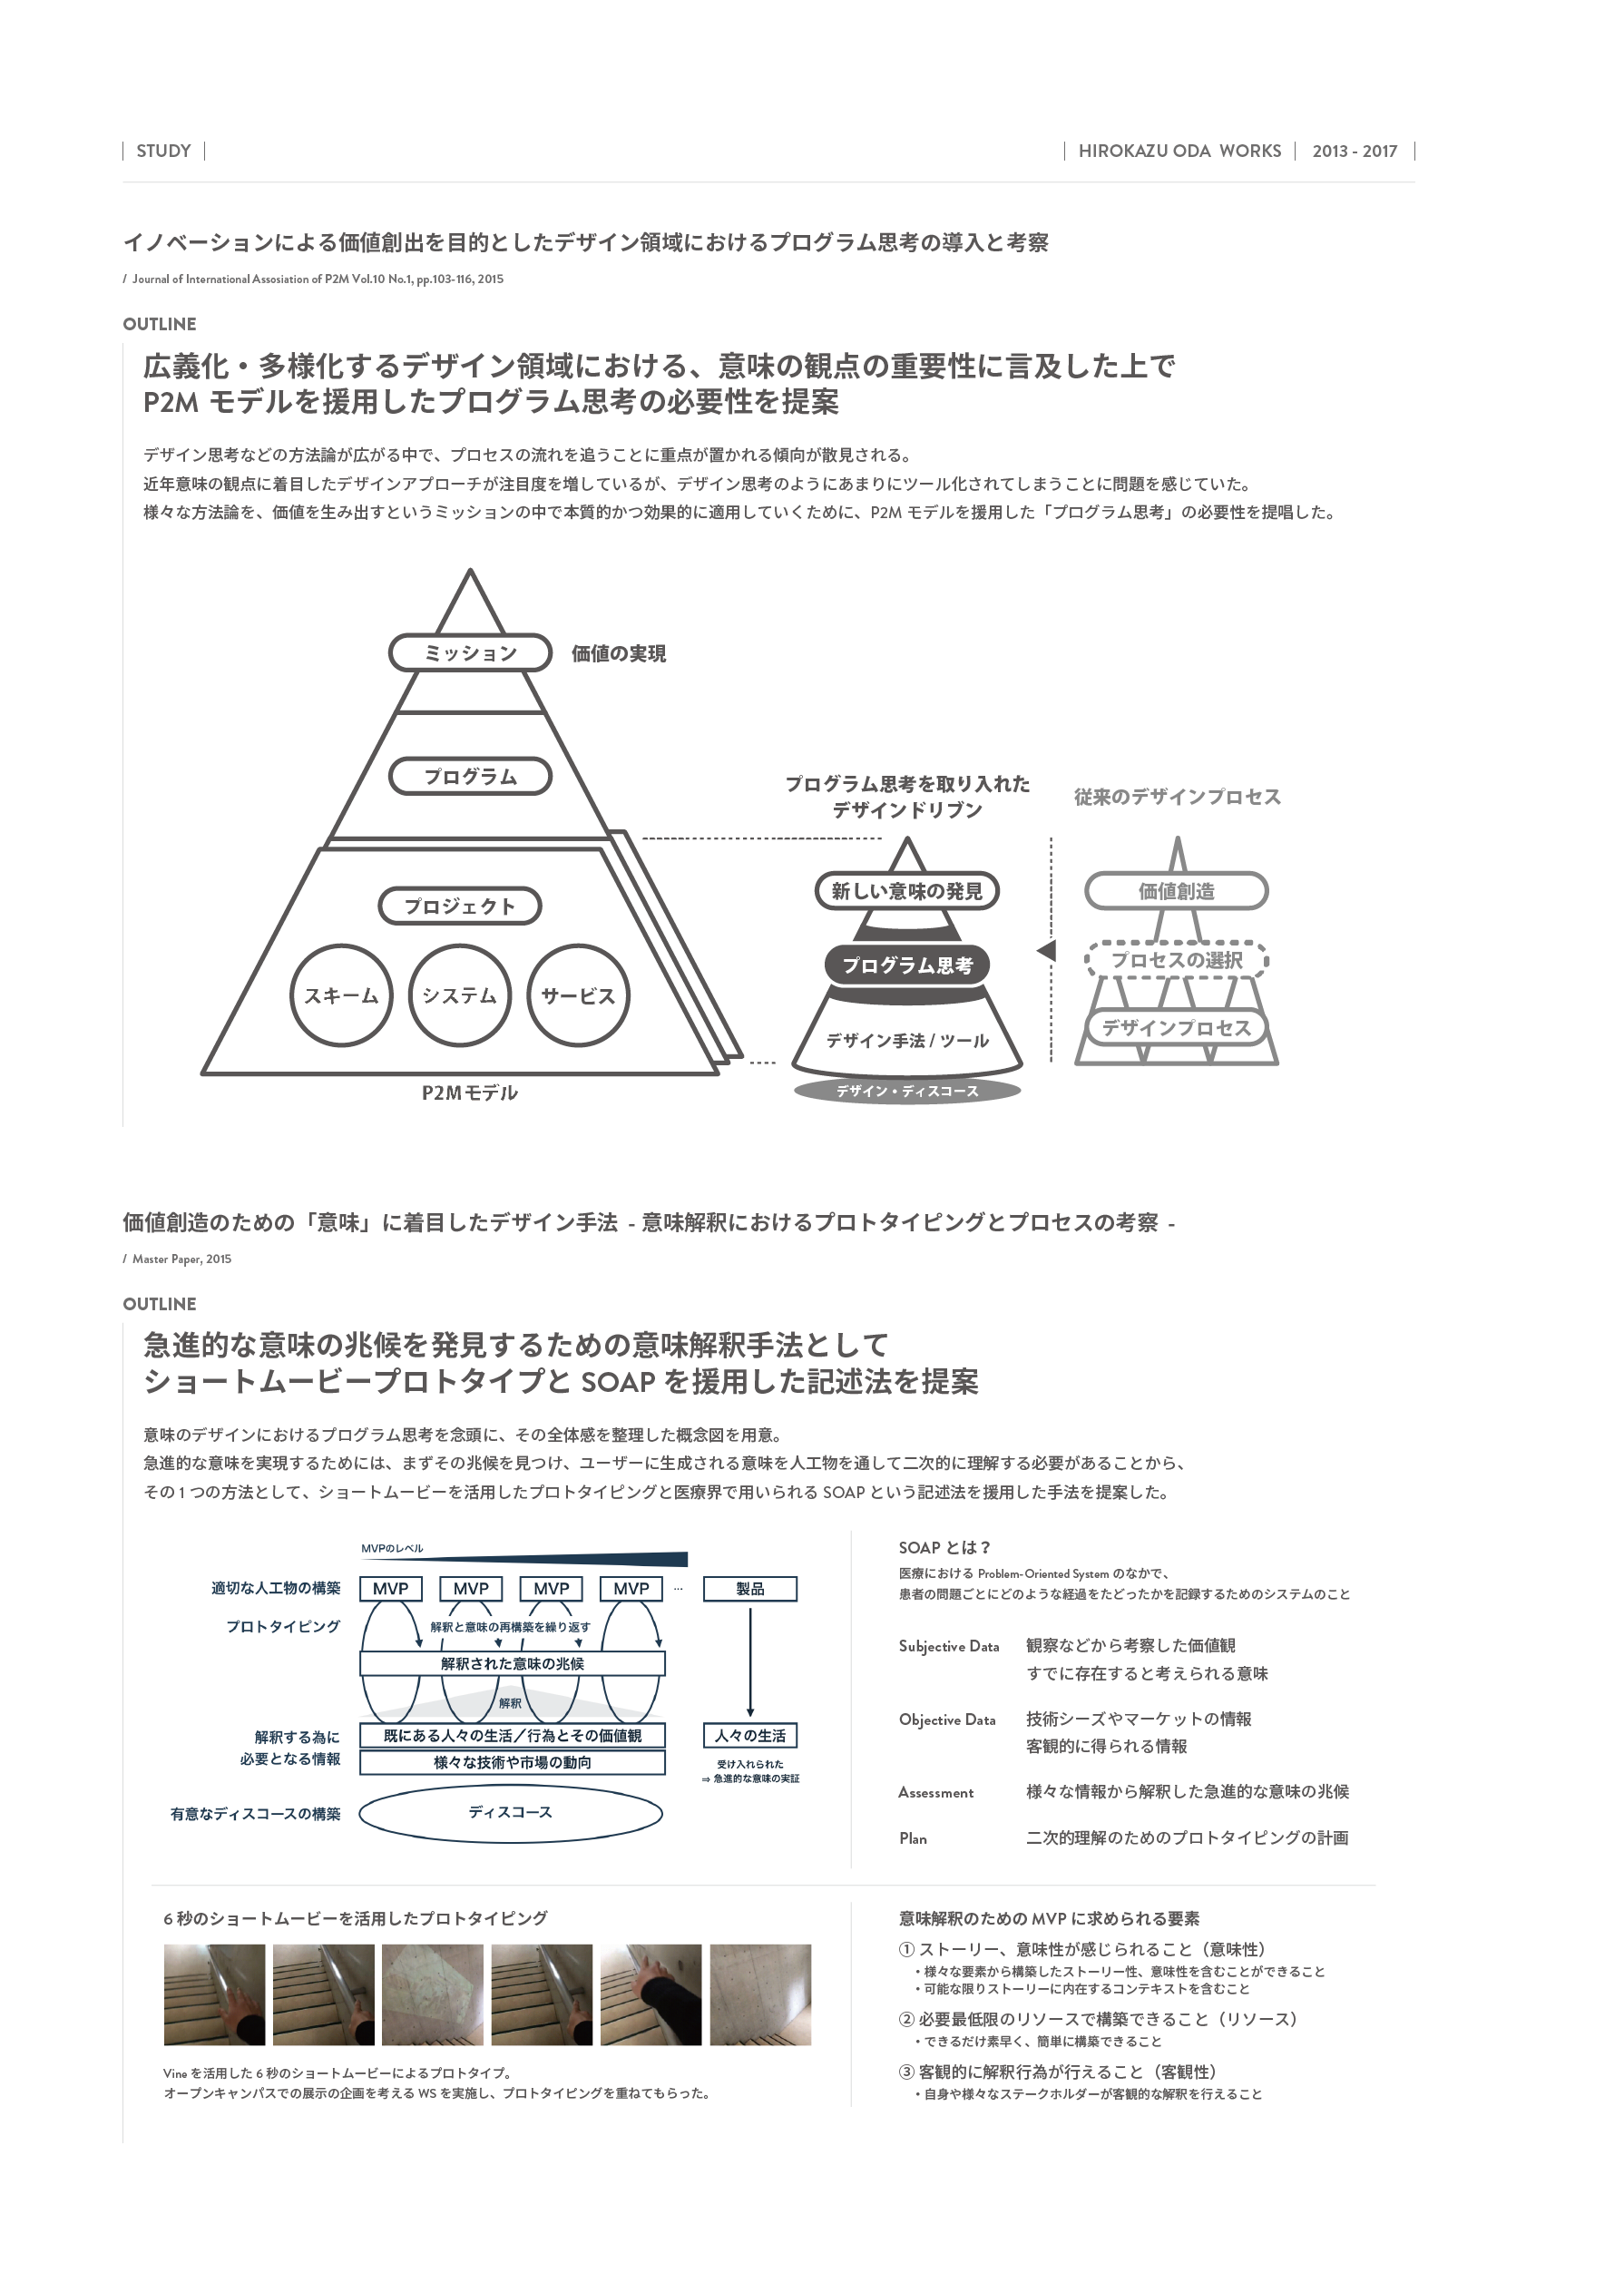 STUDY
HIROKAZU ODA WORKS
2013 - 2017
イノベーションによる価値創出を目的としたデザイン領域におけるプログラム思考の導入と考察
/ Journal of International Assosiation of P2M Vol.10 No.1, pp.103-116, 2015
OUTLINE
広義化・多様化するデザイン領域における、意味の観点の重要性に言及した上で
P2M モデルを援用したプログラム思考の必要性を提案
デザイン思考などの方法論が広がる中で、プロセスの流れを追うことに重点が置かれる傾向が散見される。
近年意味の観点に着目したデザインアプローチが注目度を増しているが、デザイン思考のようにあまりにツール化されてしまうことに問題を感じていた。
様々な方法論を、価値を生み出すというミッションの中で本質的かつ効果的に適用していくために、P2M モデルを援用した「プログラム思考」の必要性を提唱した。
ミッション
価値の実現
プログラム
プロジェクト
スキーム
システム
サービス
P2Mモデル
プログラム思考を取り入れた
デザインドリブン
新しい意味の発見
プログラム思考
デザイン手法 / ツール
デザイン・ディスコース
従来のデザインプロセス
価値創造
プロセスの選択
デザインプロセス
価値創造のための「意味」に着目したデザイン手法 - 意味解釈におけるプロトタイピングとプロセスの考察 -
/ Master Paper, 2015
OUTLINE
急進的な意味の兆候を発見するための意味解釈手法として
ショートムービープロトタイプと SOAP を援用した記述法を提案
意味のデザインにおけるプログラム思考を念頭に、その全体感を整理した概念図を用意。
急進的な意味を実現するためには、まずその兆候を見つけ、ユーザーに生成される意味を人工物を通して二次的に理解する必要があることから、
その 1 つの方法として、ショートムービーを活用したプロトタイピングと医療界で用いられる SOAP という記述法を援用した手法を提案した。
MVPのレベル
適切な人工物の構築
MVP
MVP
MVP
MVP
...
製品
プロトタイピング
解釈と意味の再構築を繰り返す
解釈された意味の兆候
解釈
解釈する為に
必要となる情報
既にある人々の生活／行為とその価値観
様々な技術や市場の動向
人々の生活
受け入れられた
⇒ 急進的な意味の実証
有意なディスコースの構築
ディスコース
SOAP とは？
医療における Problem-Oriented System のなかで、
患者の問題ごとにどのような経過をたどったかを記録するためのシステムのこと
Subjective Data
観察などから考察した価値観
すでに存在すると考えられる意味
Objective Data
技術シーズやマーケットの情報
客観的に得られる情報
Assessment
様々な情報から解釈した急進的な意味の兆候
Plan
二次的理解のためのプロトタイピングの計画
6 秒のショートムービーを活用したプロトタイピング
Vine を活用した 6 秒のショートムービーによるプロトタイプ。
オープンキャンパスでの展示の企画を考える WS を実施し、プロトタイピングを重ねてもらった。
意味解釈のための MVP に求められる要素
① ストーリー、意味性が感じられること（意味性）
・様々な要素から構築したストーリー性、意味性を含むことができること
・可能な限りストーリーに内在するコンテキストを含むこと
② 必要最低限のリソースで構築できること（リソース）
・できるだけ素早く、簡単に構築できること
③ 客観的に解釈行為が行えること（客観性）
・自身や様々なステークホルダーが客観的な解釈を行えること